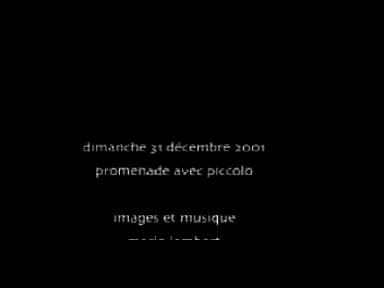 dimanche 31 décembre 2001
promenade avec piccolo
images et musique